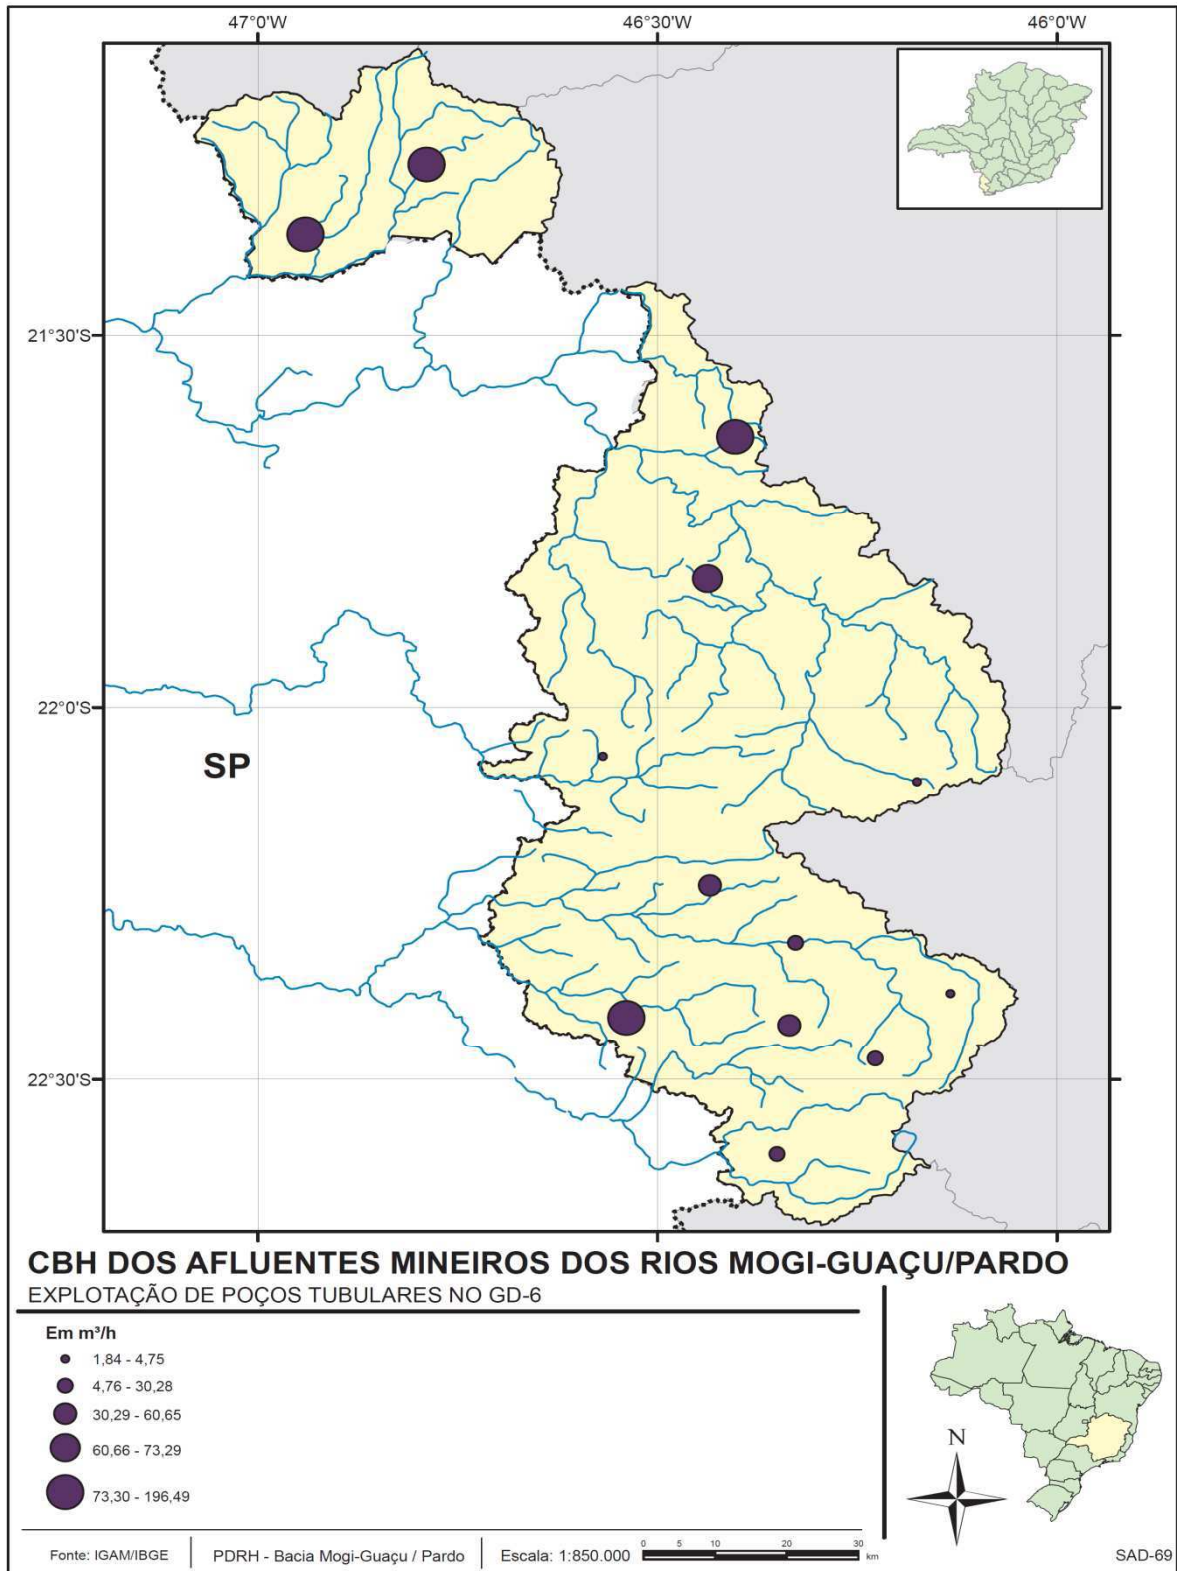 47°0'W 46°30'W 46°0'W
21°30'S
22°0'S
SP
22°30'S
CBH DOS AFLUENTES MINEIROS DOS RIOS MOGI-GUAÇU/PARDO
EXPLOTAÇÃO DE POÇOS TUBULARES NO GD-6
Em m³/h
1,84 - 4,75
4,76 - 30,28
30,29 - 60,65
60,66 - 73,29
73,30 - 196,49
N
Fonte: IGAM/IBGE PDRH - Bacia Mogi-Guaçu / Pardo Escala: 1:850.000 0 5 10 20 30 km SAD-69